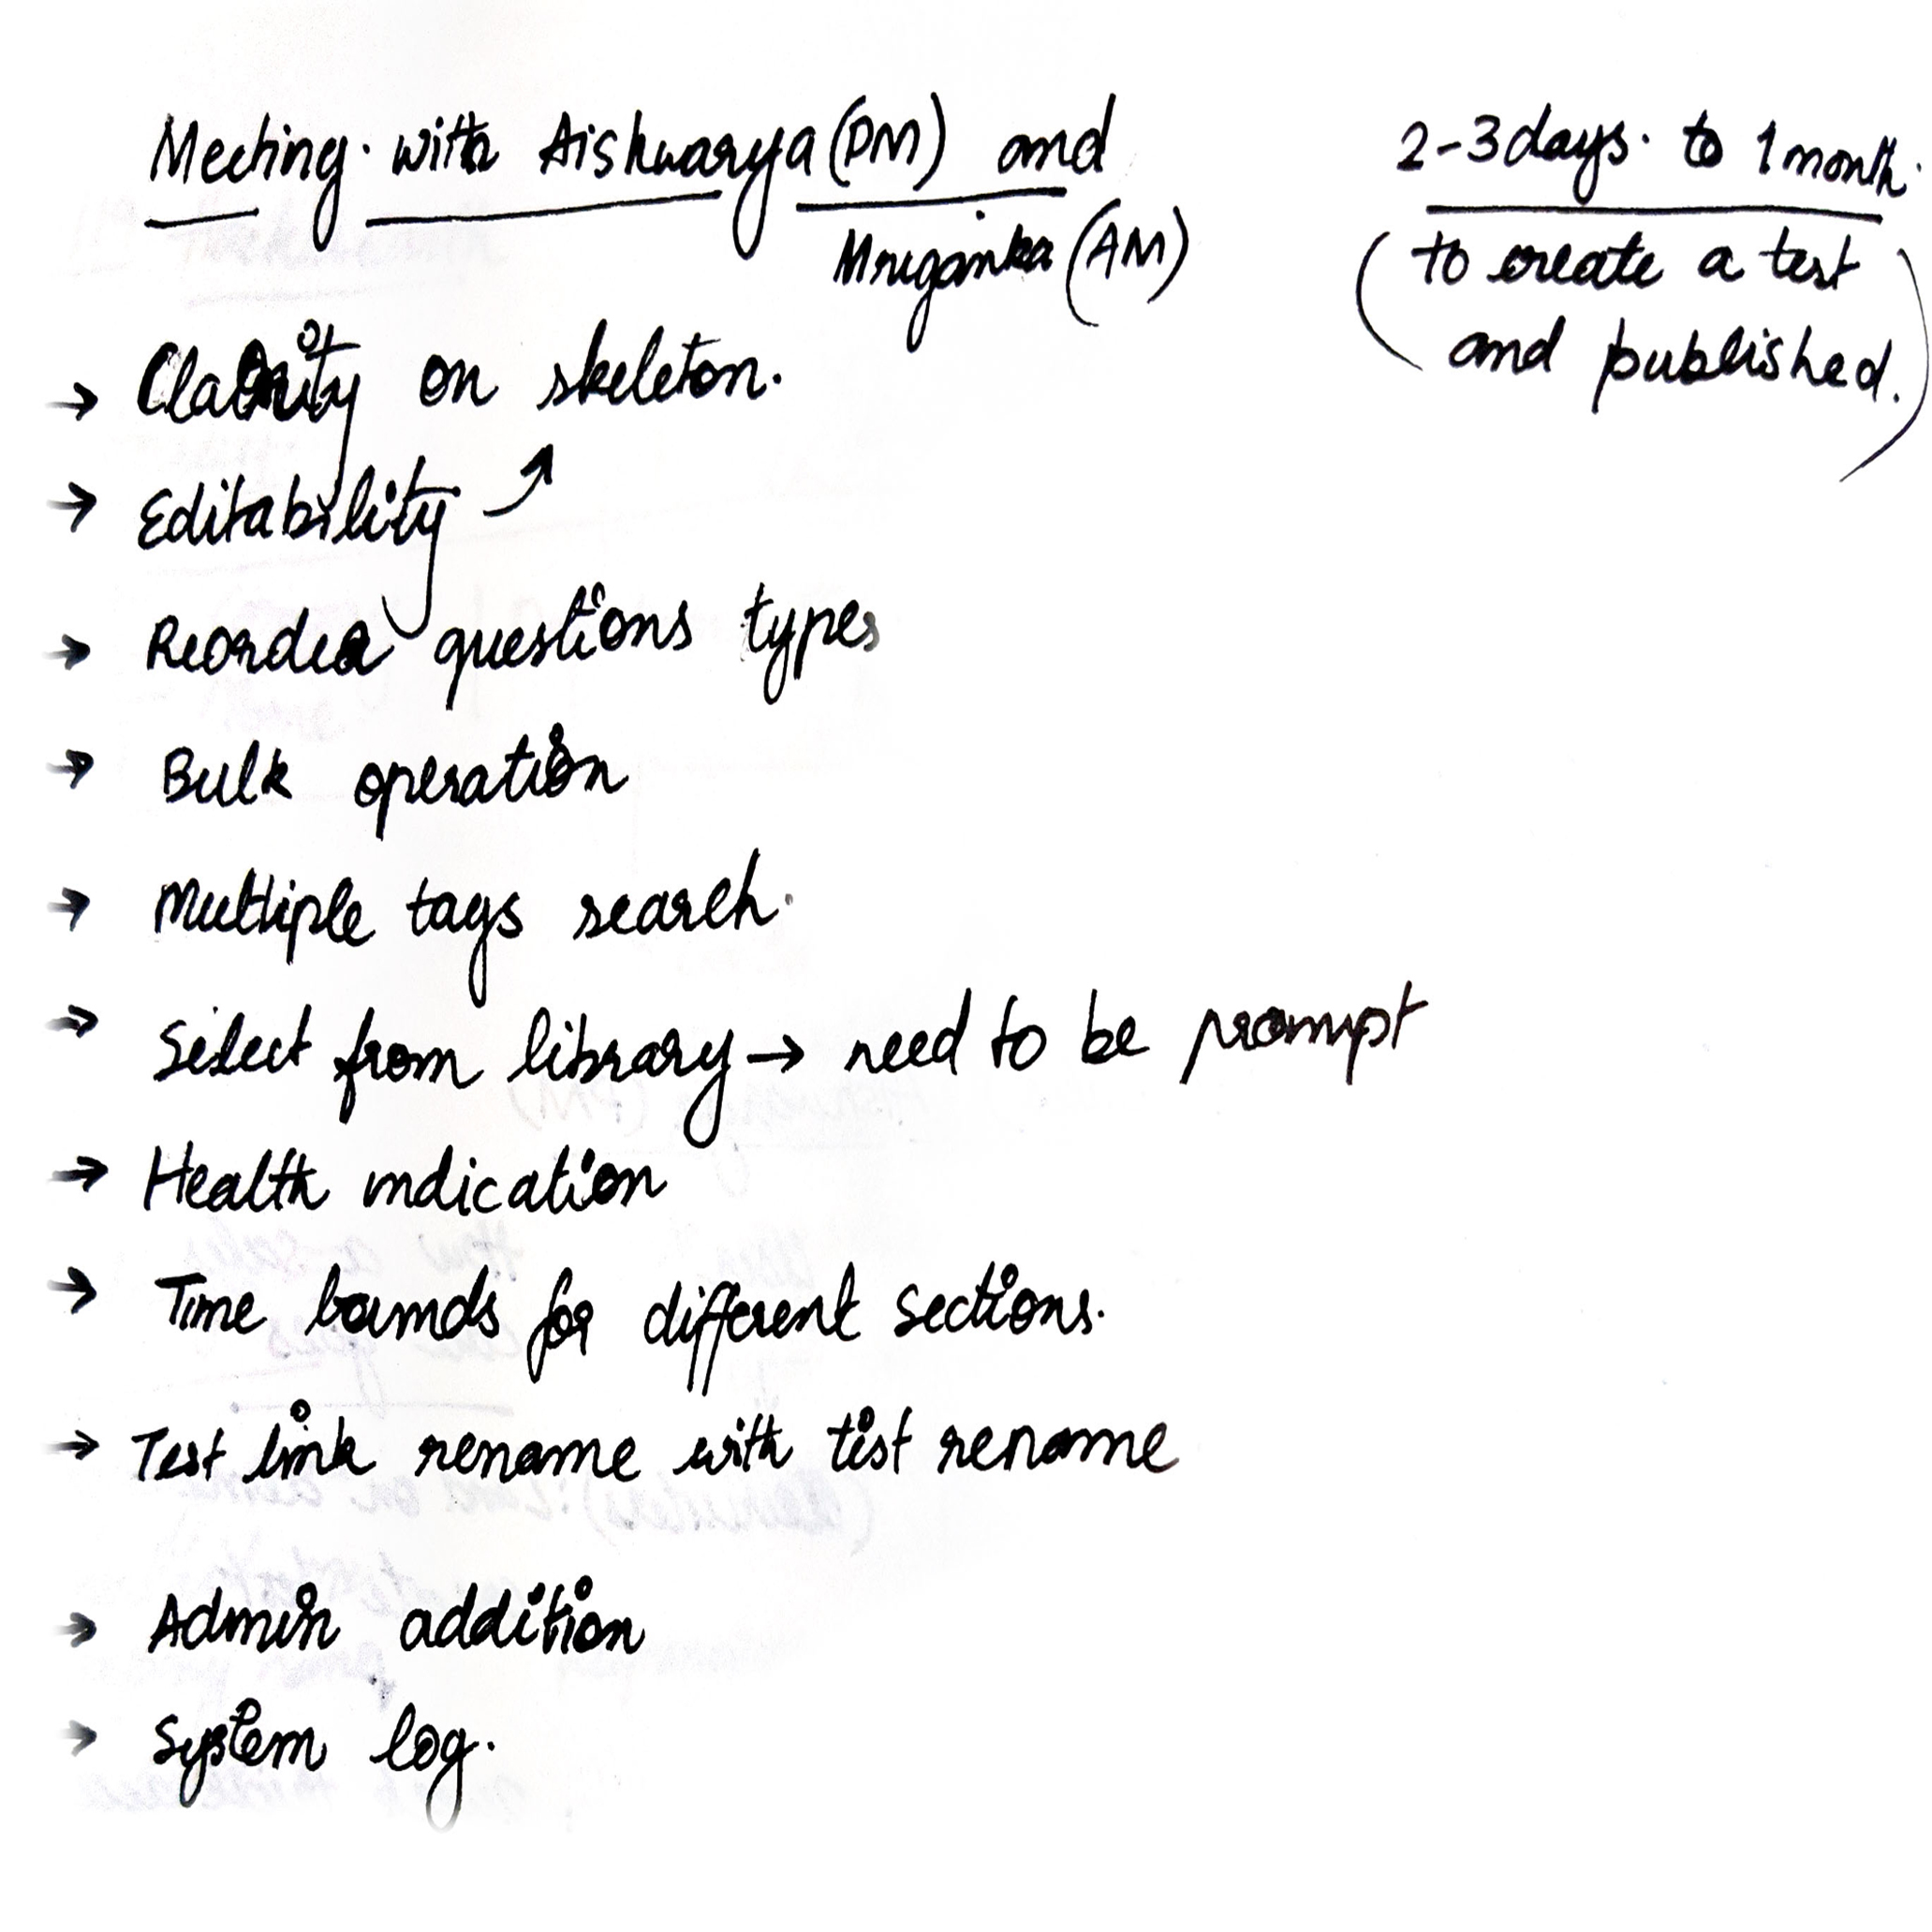 Meeting with Aishwarya (PM) and
Mriganka (AM)
2-3 days to 1 month.
(to create a test
and published.)
→ Clarity on skeleton.
→ Editability ↗
→ Reorder questions types
→ Bulk operation
→ Multiple tags search.
→ Select from library → need to be prompt
→ Health indication
→ Time bounds for different sections.
→ Test link rename with test rename
→ Admin addition
→ System log.